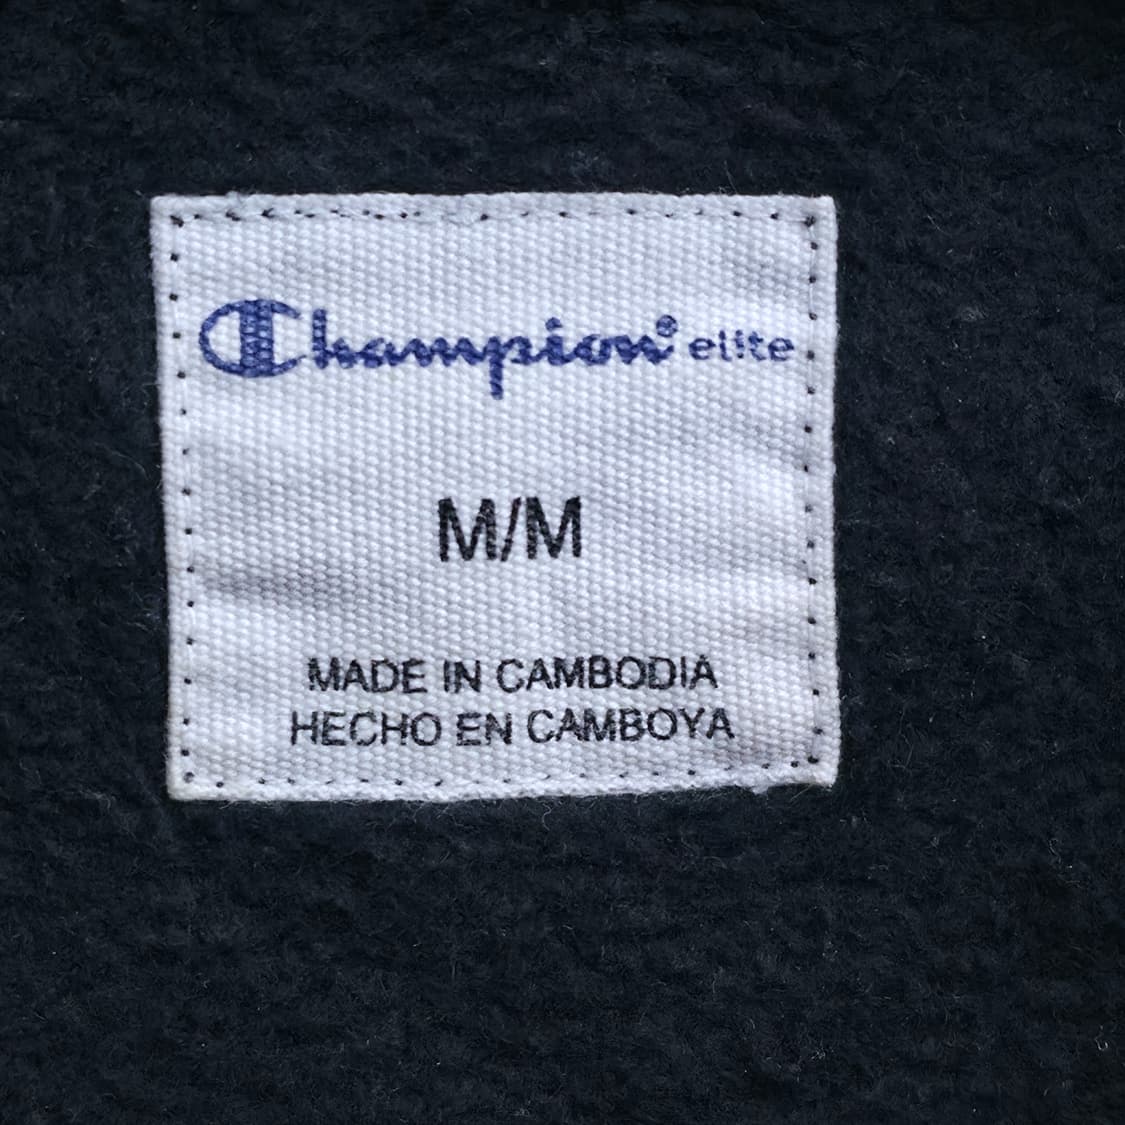 Champion® elite
M/M
MADE IN CAMBODIA
HECHO EN CAMBOYA